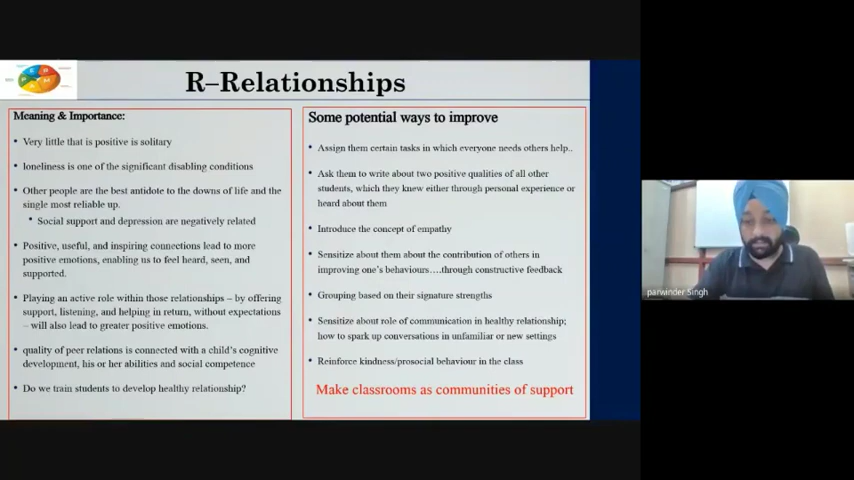 R–Relationships
Meaning & Importance:
• Very little that is positive is solitary
• loneliness is one of the significant disabling conditions
• Other people are the best antidote to the downs of life and the
single most reliable up.
• Social support and depression are negatively related
• Positive, useful, and inspiring connections lead to more
positive emotions, enabling us to feel heard, seen, and
supported.
• Playing an active role within those relationships – by offering
support, listening, and helping in return, without expectations
– will also lead to greater positive emotions.
• quality of peer relations is connected with a child's cognitive
development, his or her abilities and social competence
• Do we train students to develop healthy relationship?
Some potential ways to improve
• Assign them certain tasks in which everyone needs others help..
• Ask them to write about two positive qualities of all other
students, which they knew either through personal experience or
heard about them
• Introduce the concept of empathy
• Sensitize about them about the contribution of others in
improving one's behaviours….through constructive feedback
• Grouping based on their signature strengths
• Sensitize about role of communication in healthy relationship;
how to spark up conversations in unfamiliar or new settings
• Reinforce kindness/prosocial behaviour in the class
Make classrooms as communities of support
parwinder Singh